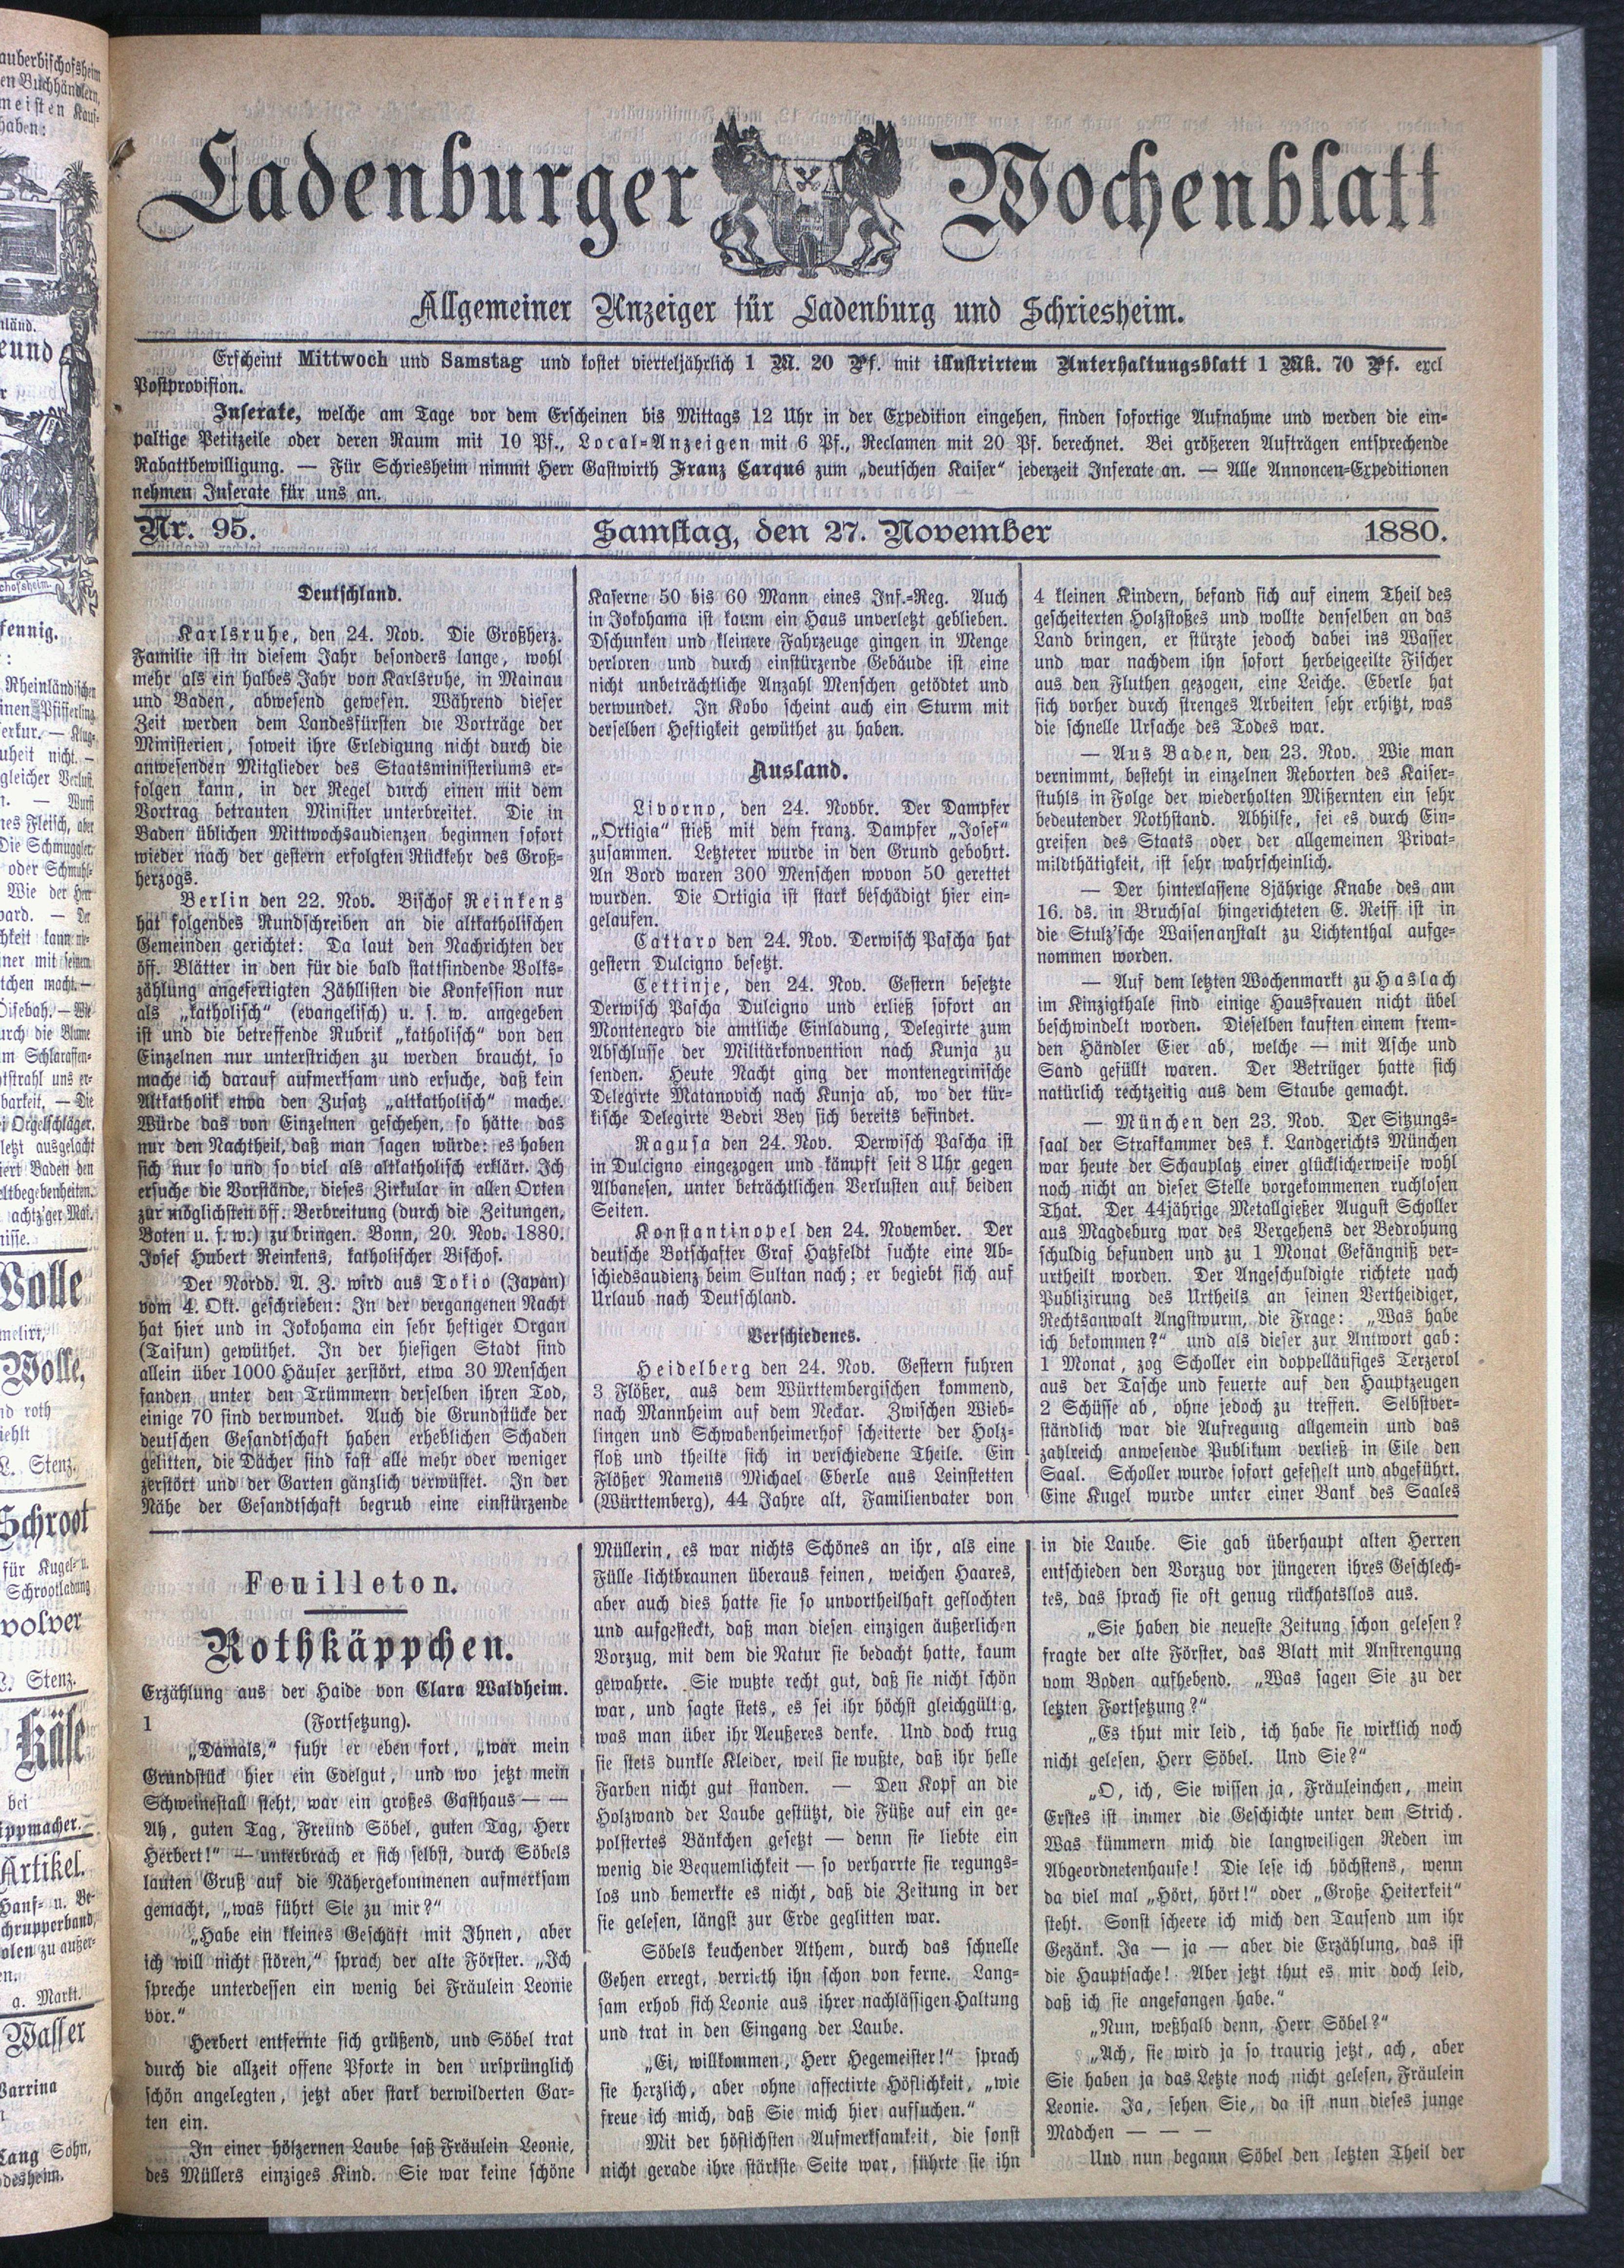 Ladenburger Wochenblatt
Allgemeiner Anzeiger für Ladenburg und Schriesheim.
Erscheint Mittwoch und Samstag und kostet vierteljährlich 1 M. 20 Pf. mit illustrirtem Unterhaltungsblatt 1 Mk. 70 Pf. excl
Postprovision.
Inserate, welche am Tage vor dem Erscheinen bis Mittags 12 Uhr in der Expedition eingehen, finden sofortige Aufnahme und werden die ein-
paltige Petitzeile oder deren Raum mit 10 Pf., Local-Anzeigen mit 6 Pf., Reclamen mit 20 Pf. berechnet. Bei größeren Aufträgen entsprechende
Rabattbewilligung. — Für Schriesheim nimmt Herr Gastwirth Franz Carqus zum „deutschen Kaiser“ jederzeit Inserate an. — Alle Annoncen-Expeditionen
nehmen Inserate für uns an.
Nr. 95. Samstag, den 27. November 1880.
Deutschland.
Karlsruhe, den 24. Nov. Die Großherz.
Familie ist in diesem Jahr besonders lange, wohl
mehr als ein halbes Jahr von Karlsruhe, in Mainau
und Baden, abwesend gewesen. Während dieser
Zeit werden dem Landesfürsten die Vorträge der
Ministerien, soweit ihre Erledigung nicht durch die
anwesenden Mitglieder des Staatsministeriums er-
folgen kann, in der Regel durch einen mit dem
Vortrag betrauten Minister unterbreitet. Die in
Baden üblichen Mittwochsaudienzen beginnen sofort
wieder nach der gestern erfolgten Rückkehr des Groß-
herzogs.
Berlin den 22. Nov. Bischof Reinkens
hat folgendes Rundschreiben an die altkatholischen
Gemeinden gerichtet: Da laut den Nachrichten der
öff. Blätter in den für die bald stattfindende Volks-
zählung angefertigten Zähllisten die Konfession nur
als „katholisch“ (evangelisch) u. s. w. angegeben
ist und die betreffende Rubrik „katholisch“ von den
Einzelnen nur unterstrichen zu werden braucht, so
mache ich darauf aufmerksam und ersuche, daß kein
Altkatholik etwa den Zusatz „altkatholisch“ mache.
Würde das von Einzelnen geschehen, so hätte das
nur den Nachtheil, daß man sagen würde: es haben
sich nur so und so viel als altkatholisch erklärt. Ich
ersuche die Vorstände, dieses Zirkular in allen Orten
zur möglichsten öff. Verbreitung (durch die Zeitungen,
Boten u. s. w.) zu bringen. Bonn, 20. Nov. 1880.
Josef Hubert Reinkens, katholischer Bischof.
Der Nordd. A. Z. wird aus Tokio (Japan)
vom 4. Okt. geschrieben: In der vergangenen Nacht
hat hier und in Jokohama ein sehr heftiger Organ
(Taifun) gewüthet. In der hiesigen Stadt sind
allein über 1000 Häuser zerstört, etwa 30 Menschen
fanden unter den Trümmern derselben ihren Tod,
einige 70 sind verwundet. Auch die Grundstücke der
deutschen Gesandtschaft haben erheblichen Schaden
gelitten, die Dächer sind fast alle mehr oder weniger
zerstört und der Garten gänzlich verwüstet. In der
Nähe der Gesandtschaft begrub eine einstürzende
Kaserne 50 bis 60 Mann eines Inf.-Reg. Auch
in Jokohama ist kaum ein Haus unverletzt geblieben.
Dschunken und kleinere Fahrzeuge gingen in Menge
verloren und durch einstürzende Gebäude ist eine
nicht unbeträchtliche Anzahl Menschen getödtet und
verwundet. In Kobo scheint auch ein Sturm mit
derselben Heftigkeit gewüthet zu haben.
Ausland.
Livorno, den 24. Novbr. Der Dampfer
„Ortigia“ stieß mit dem franz. Dampfer „Josef“
zusammen. Letzterer wurde in den Grund gebohrt.
An Bord waren 300 Menschen wovon 50 gerettet
wurden. Die Ortigia ist stark beschädigt hier ein-
gelaufen.
Cattaro den 24. Nov. Derwisch Pascha hat
gestern Dulcigno besetzt.
Cettinje, den 24. Nov. Gestern besetzte
Derwisch Pascha Dulcigno und erließ sofort an
Montenegro die amtliche Einladung, Delegirte zum
Abschlusse der Militärkonvention nach Kunja zu
senden. Heute Nacht ging der montenegrinische
Delegirte Matanovich nach Kunja ab, wo der tür-
kische Delegirte Bedri Bey sich bereits befindet.
Ragusa den 24. Nov. Derwisch Pascha ist
in Dulcigno eingezogen und kämpft seit 8 Uhr gegen
Albanesen, unter beträchtlichen Verlusten auf beiden
Seiten.
Konstantinopel den 24. November. Der
deutsche Botschafter Graf Hatzfeldt suchte eine Ab-
schiedsaudienz beim Sultan nach; er begiebt sich auf
Urlaub nach Deutschland.
Verschiedenes.
Heidelberg den 24. Nov. Gestern fuhren
3 Flößer, aus dem Württembergischen kommend,
nach Mannheim auf dem Neckar. Zwischen Wieb-
lingen und Schwabenheimerhof scheiterte der Holz-
floß und theilte sich in verschiedene Theile. Ein
Flößer Namens Michael Eberle aus Leinstetten
(Württemberg), 44 Jahre alt, Familienvater von
4 kleinen Kindern, befand sich auf einem Theil des
gescheiterten Holzstoßes und wollte denselben an das
Land bringen, er stürzte jedoch dabei ins Wasser
und war nachdem ihn sofort herbeigeeilte Fischer
aus den Fluthen gezogen, eine Leiche. Eberle hat
sich vorher durch strenges Arbeiten sehr erhitzt, was
die schnelle Ursache des Todes war.
— Aus Baden, den 23. Nov. Wie man
vernimmt, besteht in einzelnen Reborten des Kaiser-
stuhls in Folge der wiederholten Mißernten ein sehr
bedeutender Nothstand. Abhilfe, sei es durch Ein-
greifen des Staats oder der allgemeinen Privat-
mildthätigkeit, ist sehr wahrscheinlich.
— Der hinterlassene 8jährige Knabe des am
16. ds. in Bruchsal hingerichteten E. Reiff ist in
die Stulz'sche Waisenanstalt zu Lichtenthal aufge-
nommen worden.
— Auf dem letzten Wochenmarkt zu Haslach
im Kinzigthale sind einige Hausfrauen nicht übel
beschwindelt worden. Dieselben kauften einem frem-
den Händler Eier ab, welche — mit Asche und
Sand gefüllt waren. Der Betrüger hatte sich
natürlich rechtzeitig aus dem Staube gemacht.
— München den 23. Nov. Der Sitzungs-
saal der Strafkammer des k. Landgerichts München
war heute der Schauplatz einer glücklicherweise wohl
noch nicht an dieser Stelle vorgekommenen ruchlosen
That. Der 44jährige Metallgießer August Scholler
aus Magdeburg war des Vergehens der Bedrohung
schuldig befunden und zu 1 Monat Gefängniß ver-
urtheilt worden. Der Angeschuldigte richtete nach
Publizirung des Urtheils an seinen Vertheidiger,
Rechtsanwalt Angstwurm, die Frage: „Was habe
ich bekommen?“ und als dieser zur Antwort gab:
1 Monat, zog Scholler ein doppelläufiges Terzerol
aus der Tasche und feuerte auf den Hauptzeugen
2 Schüsse ab, ohne jedoch zu treffen. Selbstver-
ständlich war die Aufregung allgemein und das
zahlreich anwesende Publikum verließ in Eile den
Saal. Scholler wurde sofort gefesselt und abgeführt.
Eine Kugel wurde unter einer Bank des Saales
Feuilleton.
Rothkäppchen.
Erzählung aus der Haide von Clara Waldheim.
1 (Fortsetzung).
„Damals,“ fuhr er eben fort, „war mein
Grundstück hier ein Edelgut, und wo jetzt mein
Schweinestall steht, war ein großes Gasthaus — —
Ah, guten Tag, Freund Söbel, guten Tag, Herr
Herbert!“ — unterbrach er sich selbst, durch Söbels
lauten Gruß auf die Nähergekommenen aufmerksam
gemacht, „was führt Sie zu mir?“
„Habe ein kleines Geschäft mit Ihnen, aber
ich will nicht stören,“ sprach der alte Förster. „Ich
spreche unterdessen ein wenig bei Fräulein Leonie
vor.“
Herbert entfernte sich grüßend, und Söbel trat
durch die allzeit offene Pforte in den ursprünglich
schön angelegten, jetzt aber stark verwilderten Gar-
ten ein.
In einer hölzernen Laube saß Fräulein Leonie,
des Müllers einziges Kind. Sie war keine schöne
Müllerin, es war nichts Schönes an ihr, als eine
Fülle lichtbraunen überaus feinen, weichen Haares,
aber auch dies hatte sie so unvortheilhaft geflochten
und aufgesteckt, daß man diesen einzigen äußerlichen
Vorzug, mit dem die Natur sie bedacht hatte, kaum
gewahrte. Sie wußte recht gut, daß sie nicht schön
war, und sagte stets, es sei ihr höchst gleichgültig,
was man über ihr Aeußeres denke. Und doch trug
sie stets dunkle Kleider, weil sie wußte, daß ihr helle
Farben nicht gut standen. — Den Kopf an die
Holzwand der Laube gestützt, die Füße auf ein ge-
polstertes Bänkchen gesetzt — denn sie liebte ein
wenig die Bequemlichkeit — so verharrte sie regungs-
los und bemerkte es nicht, daß die Zeitung in der
sie gelesen, längst zur Erde geglitten war.
Söbels keuchender Athem, durch das schnelle
Gehen erregt, verrieth ihn schon von ferne. Lang-
sam erhob sich Leonie aus ihrer nachlässigen Haltung
und trat in den Eingang der Laube.
„Ei, willkommen, Herr Hegemeister!“ sprach
sie herzlich, aber ohne affectirte Höflichkeit, „wie
freue ich mich, daß Sie mich hier aufsuchen.“
Mit der höflichsten Aufmerksamkeit, die sonst
nicht gerade ihre stärkste Seite war, führte sie ihn
in die Laube. Sie gab überhaupt alten Herren
entschieden den Vorzug vor jüngeren ihres Geschlech-
tes, das sprach sie oft genug rückhatsllos aus.
„Sie haben die neueste Zeitung schon gelesen?
fragte der alte Förster, das Blatt mit Anstrengung
vom Boden aufhebend. „Was sagen Sie zu der
letzten Fortsetzung?“
„Es thut mir leid, ich habe sie wirklich noch
nicht gelesen, Herr Söbel. Und Sie?“
„O, ich, Sie wissen ja, Fräuleinchen, mein
Erstes ist immer die Geschichte unter dem Strich.
Was kümmern mich die langweiligen Reden im
Abgeordnetenhause! Die lese ich höchstens, wenn
da viel mal „Hört, hört!“ oder „Große Heiterkeit“
steht. Sonst scheere ich mich den Tausend um ihr
Gezänk. Ja — ja — aber die Erzählung, das ist
die Hauptsache! Aber jetzt thut es mir doch leid,
daß ich sie angefangen habe.“
„Nun, weßhalb denn, Herr Söbel?“
„Ach, sie wird ja so traurig jetzt, ach, aber
Sie haben ja das Letzte noch nicht gelesen, Fräulein
Leonie. Ja, sehen Sie, da ist nun dieses junge
Mädchen — — —
Und nun begann Söbel den letzten Theil der